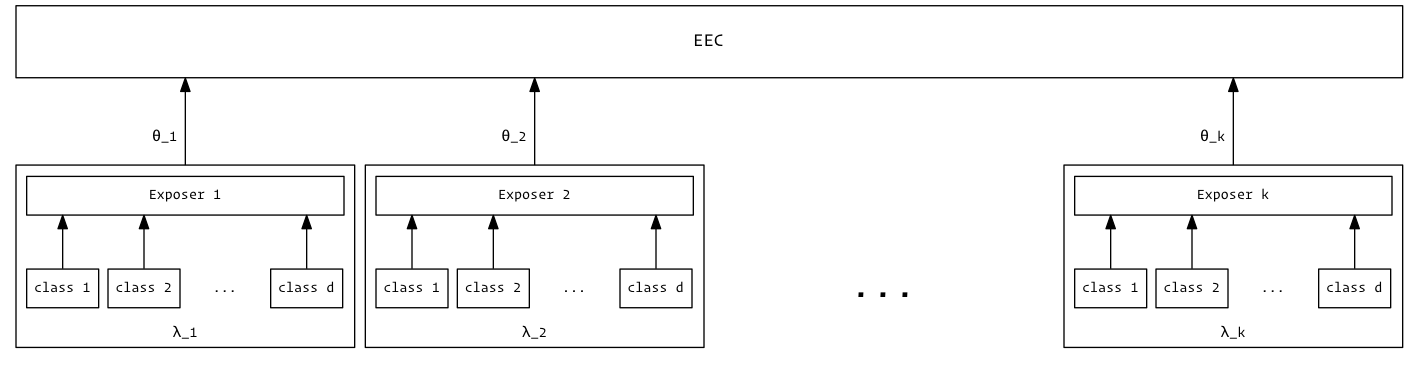 EEC
θ_1 θ_2 θ_k
Exposer 1 Exposer 2 Exposer k
class 1 class 2 ... class d class 1 class 2 ... class d ... class 1 class 2 ... class d
λ_1 λ_2 λ_k